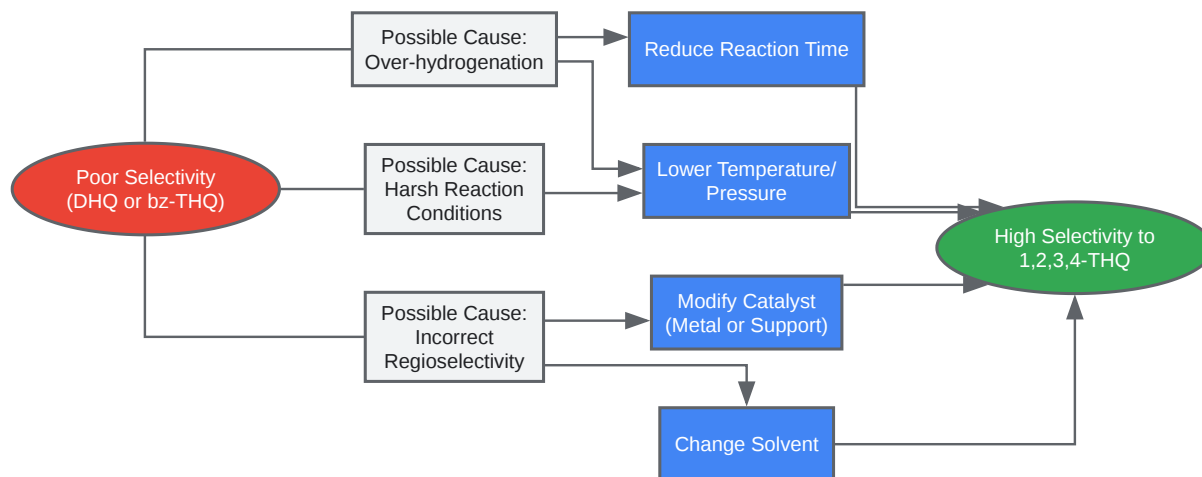 Possible Cause:
Over-hydrogenation
Reduce Reaction Time
Poor Selectivity
(DHQ or bz-THQ)
Possible Cause:
Harsh Reaction
Conditions
Lower Temperature/
Pressure
High Selectivity to
1,2,3,4-THQ
Possible Cause:
Incorrect
Regioselectivity
Modify Catalyst
(Metal or Support)
Change Solvent